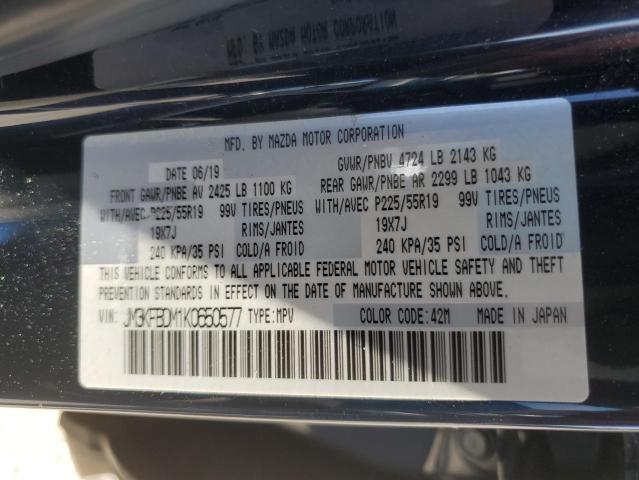 MFD. BY MAZDA MOTOR CORPORATION
MFD. BY MAZDA MOTOR CORPORATION
DATE 06/19 GVWR/PNBV 4724 LB 2143 KG
FRONT GAWR/PNBE AV 2425 LB 1100 KG REAR GAWR/PNBE AR 2299 LB 1043 KG
WITH/AVEC P225/55R19 99V TIRES/PNEUS WITH/AVEC P225/55R19 99V TIRES/PNEUS
19X7J RIMS/JANTES 19X7J RIMS/JANTES
240 KPA/35 PSI COLD/A FROID 240 KPA/35 PSI COLD/A FROID
THIS VEHICLE CONFORMS TO ALL APPLICABLE FEDERAL MOTOR VEHICLE SAFETY AND THEFT
PREVENTION STANDARDS IN EFFECT ON THE DATE OF MANUFACTURE SHOWN ABOVE.
VIN: JM3KFBDM1K0650577 TYPE:MPV COLOR CODE:42M MADE IN JAPAN